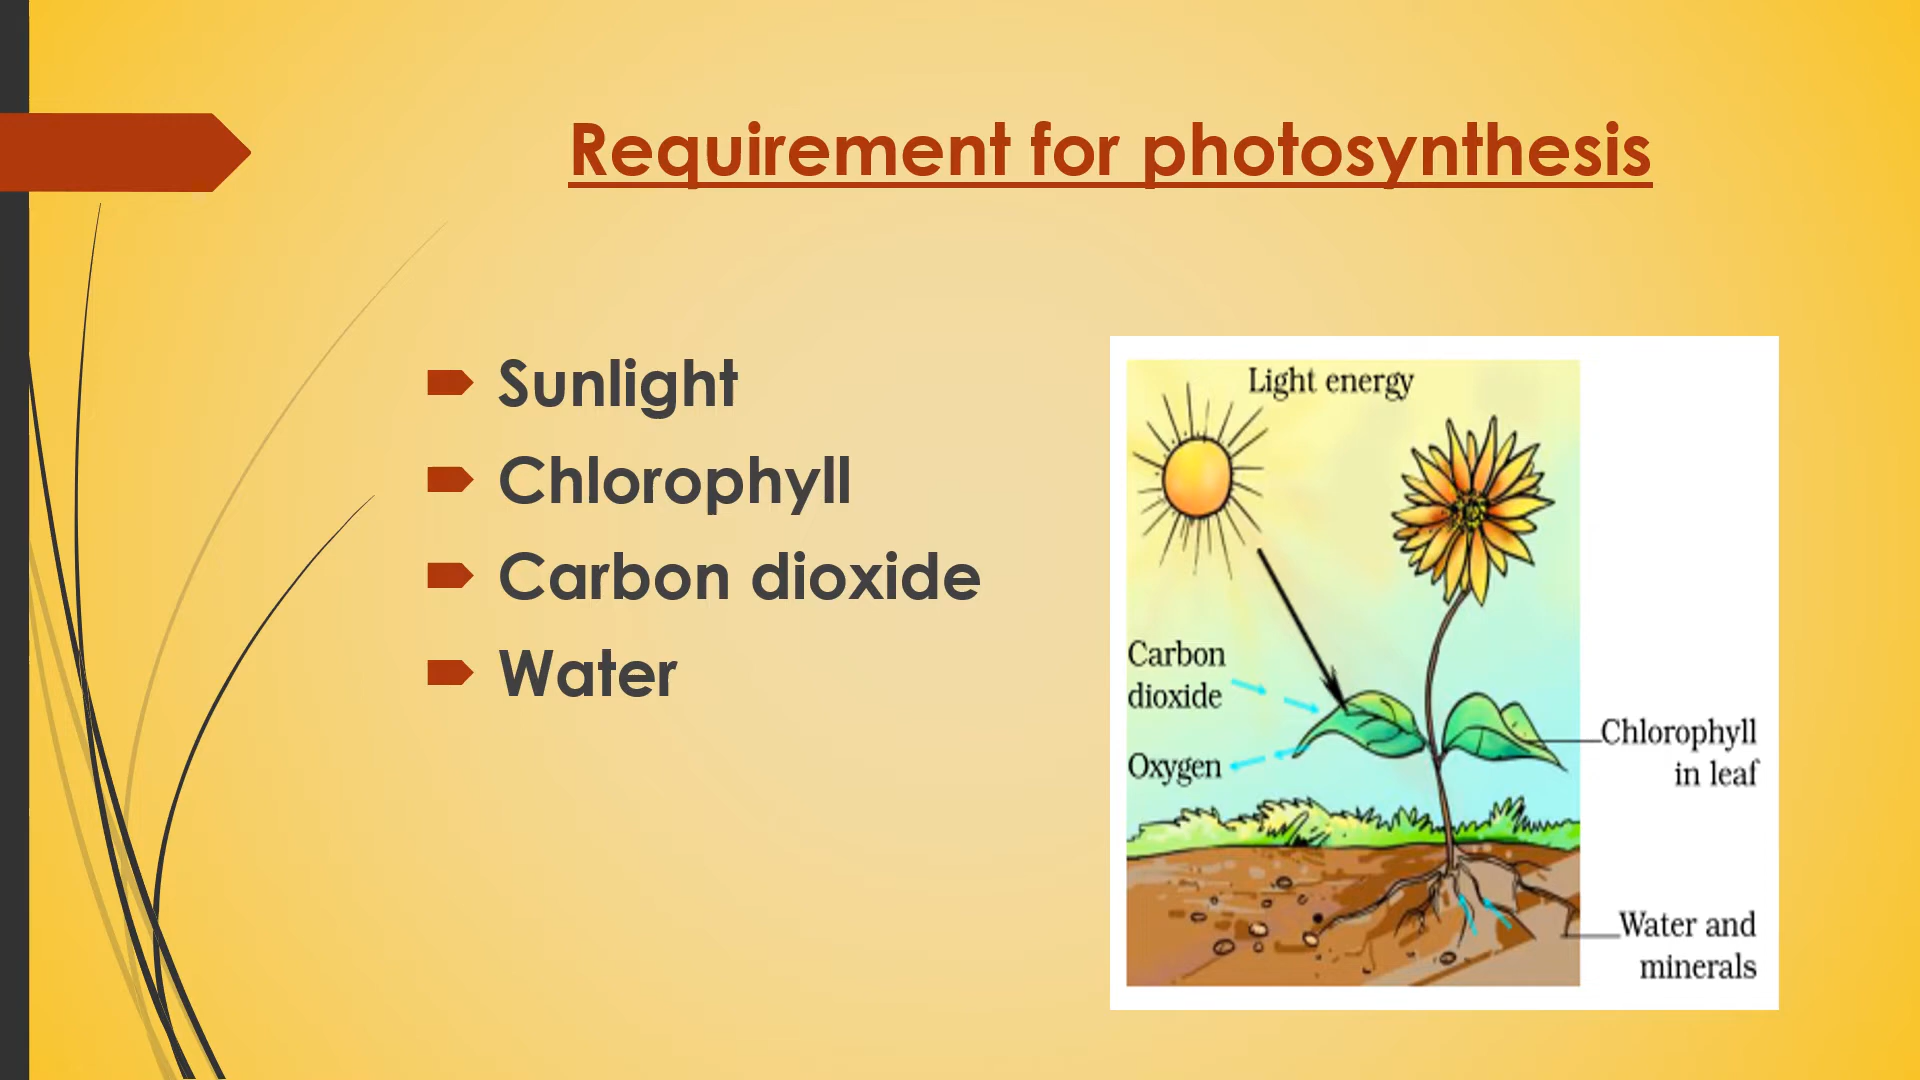 Requirement for photosynthesis
Sunlight
Chlorophyll
Carbon dioxide
Water
Light energy
Carbon
dioxide
Oxygen
Chlorophyll
in leaf
Water and
minerals